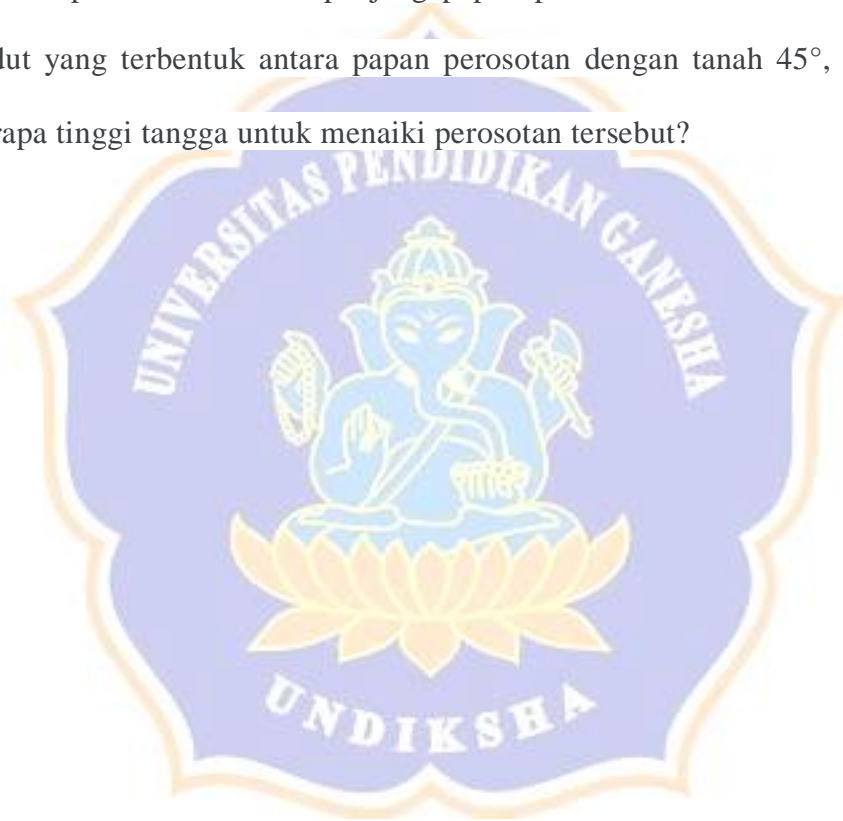 dut yang terbentuk antara papan perosotan dengan tanah 45°,
rapa tinggi tangga untuk menaiki perosotan tersebut?
UNIVERSITAS PENDIDIKAN GANESHA
UNDIKSHA